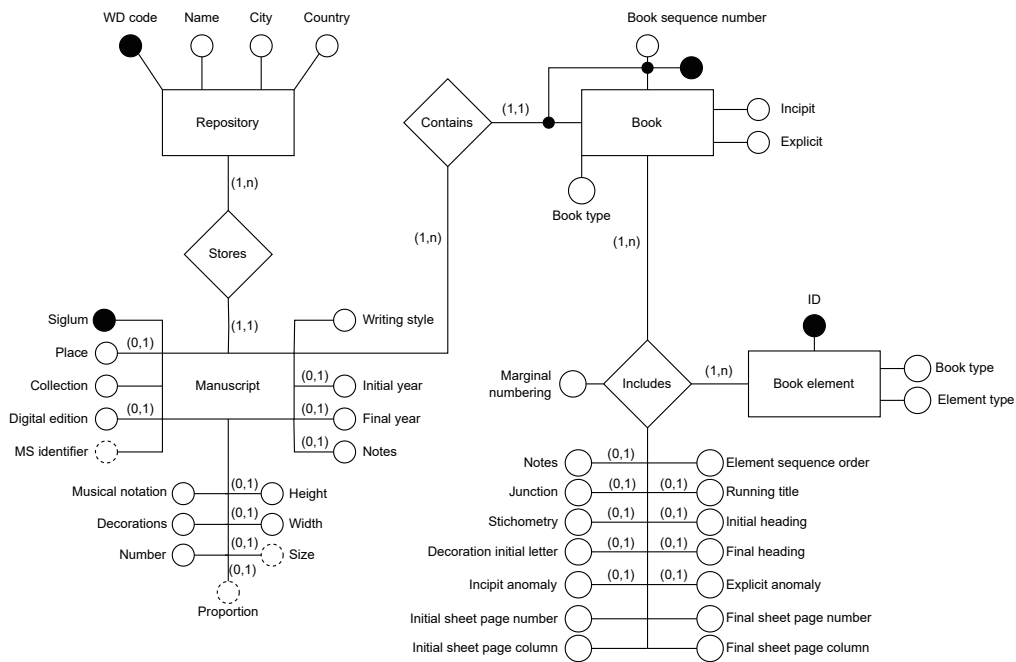 WD code
Name
City
Country
Book sequence number
Repository
Contains
(1,1)
Book
Incipit
Explicit
Book type
(1,n)
Stores
(1,n)
(1,n)
ID
Siglum
(1,1)
Writing style
Place
(0,1)
Collection
Manuscript
(0,1)
Initial year
Digital edition
(0,1)
(0,1)
Final year
MS identifier
(0,1)
Notes
Marginal
numbering
Includes
(1,n)
Book element
Book type
Element type
Musical notation
(0,1)
Height
Decorations
(0,1)
Width
Number
(0,1)
Size
(0,1)
Proportion
Notes
(0,1)
Element sequence order
Junction
(0,1)
(0,1)
Running title
Stichometry
(0,1)
(0,1)
Initial heading
Decoration initial letter
(0,1)
(0,1)
Final heading
Incipit anomaly
(0,1)
(0,1)
Explicit anomaly
Initial sheet page number
Final sheet page number
Initial sheet page column
Final sheet page column